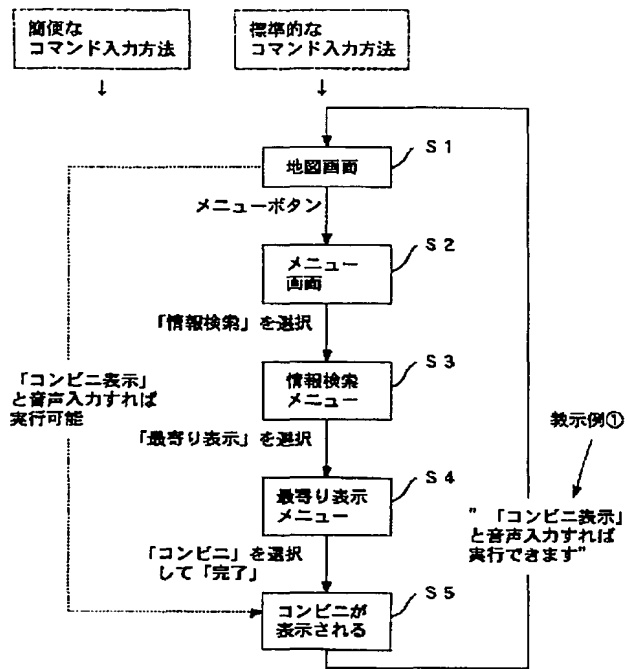 簡便な
コマンド入力方法
標準的な
コマンド入力方法
↓
↓
S1
地図画面
メニューボタン
S2
メニュー
画面
「情報検索」を選択
S3
情報検索
メニュー
「コンビニ表示」
と音声入力すれば
実行可能
「最寄り表示」を選択
教示例①
S4
最寄り表示
メニュー
"「コンビニ表示」
と音声入力すれば
実行できます"
「コンビニ」を選択
して「完了」
S5
コンビニが
表示される